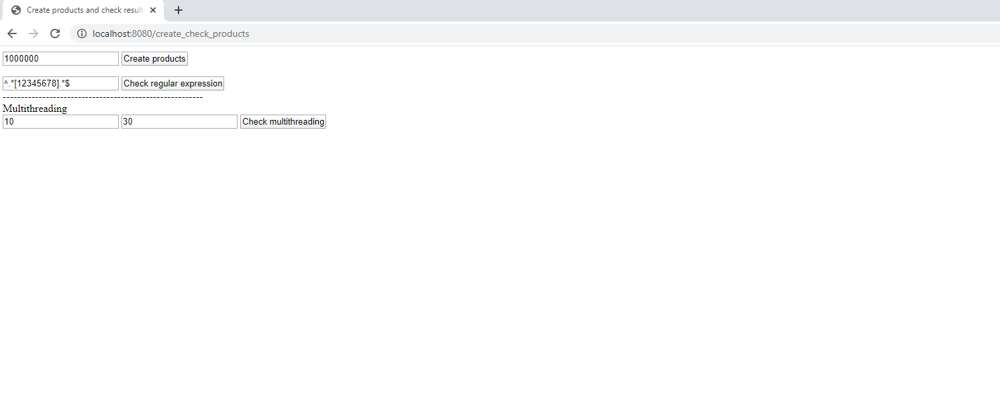 Create products and check result
localhost:8080/create_check_products
1000000 Create products
^.*[12345678].*$ Check regular expression
--------------------------------------------------------
Multithreading
10 30 Check multithreading